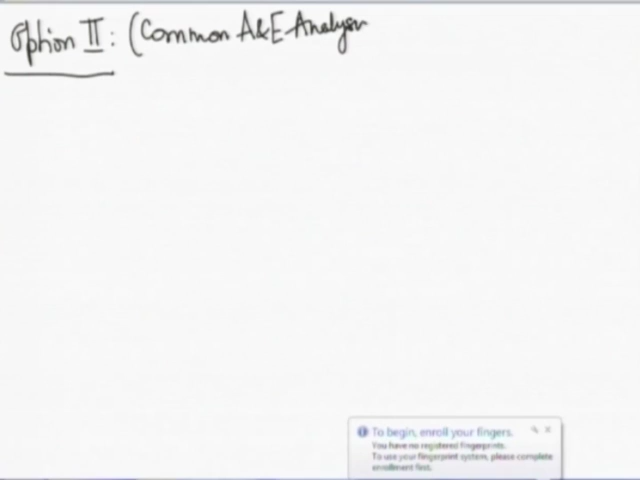 Option II: (Common A&E Analysis
To begin, enroll your fingers.
You have no registered fingerprints.
To use your fingerprint system, please complete
enrollment first.